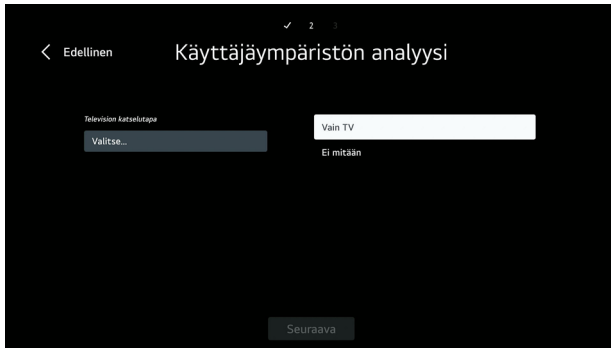 ✓ 2 3
Edellinen
Käyttäjäympäristön analyysi
Television katselutapa
Valitse...
Vain TV
Ei mitään
Seuraava